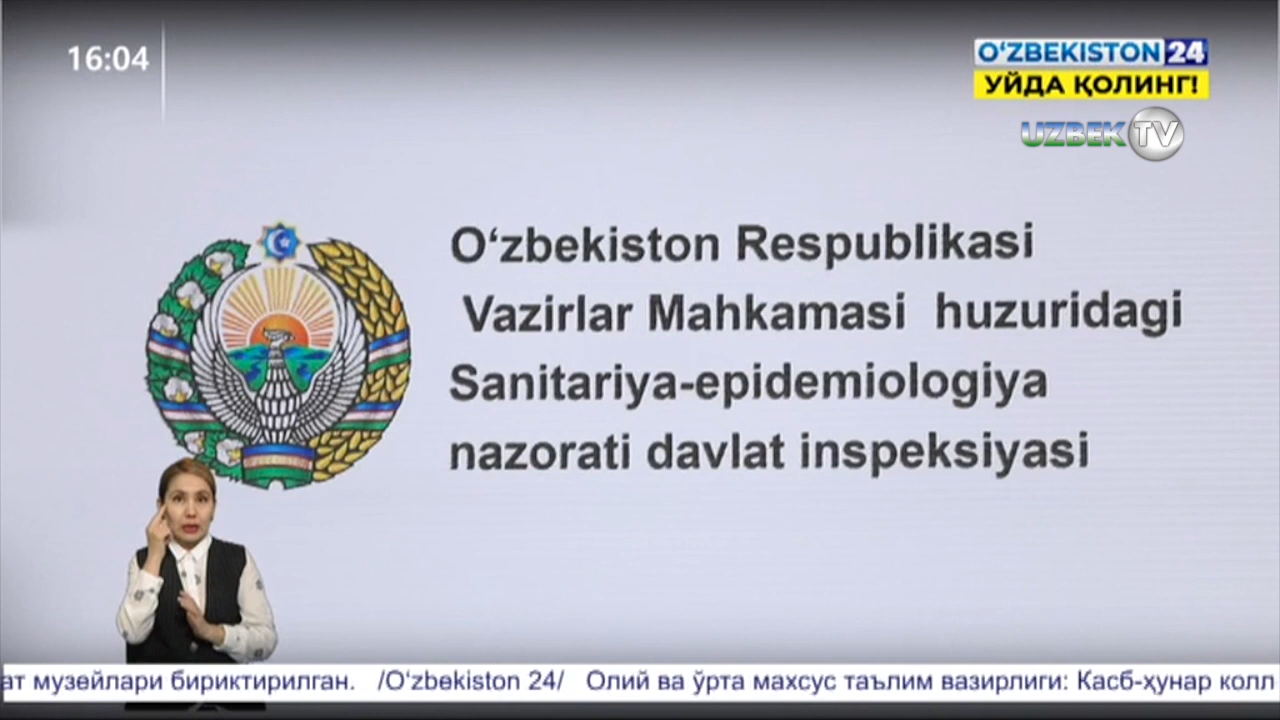 16:04
O‘ZBEKISTON 24
УЙДА ҚОЛИНГ!
UZBEK TV
O‘zbekiston Respublikasi
Vazirlar Mahkamasi huzuridagi
Sanitariya-epidemiologiya
nazorati davlat inspeksiyasi
ат музейлари бириктирилган. /O‘zbekiston 24/ Олий ва ўрта махсус таълим вазирлиги: Касб-ҳунар колл